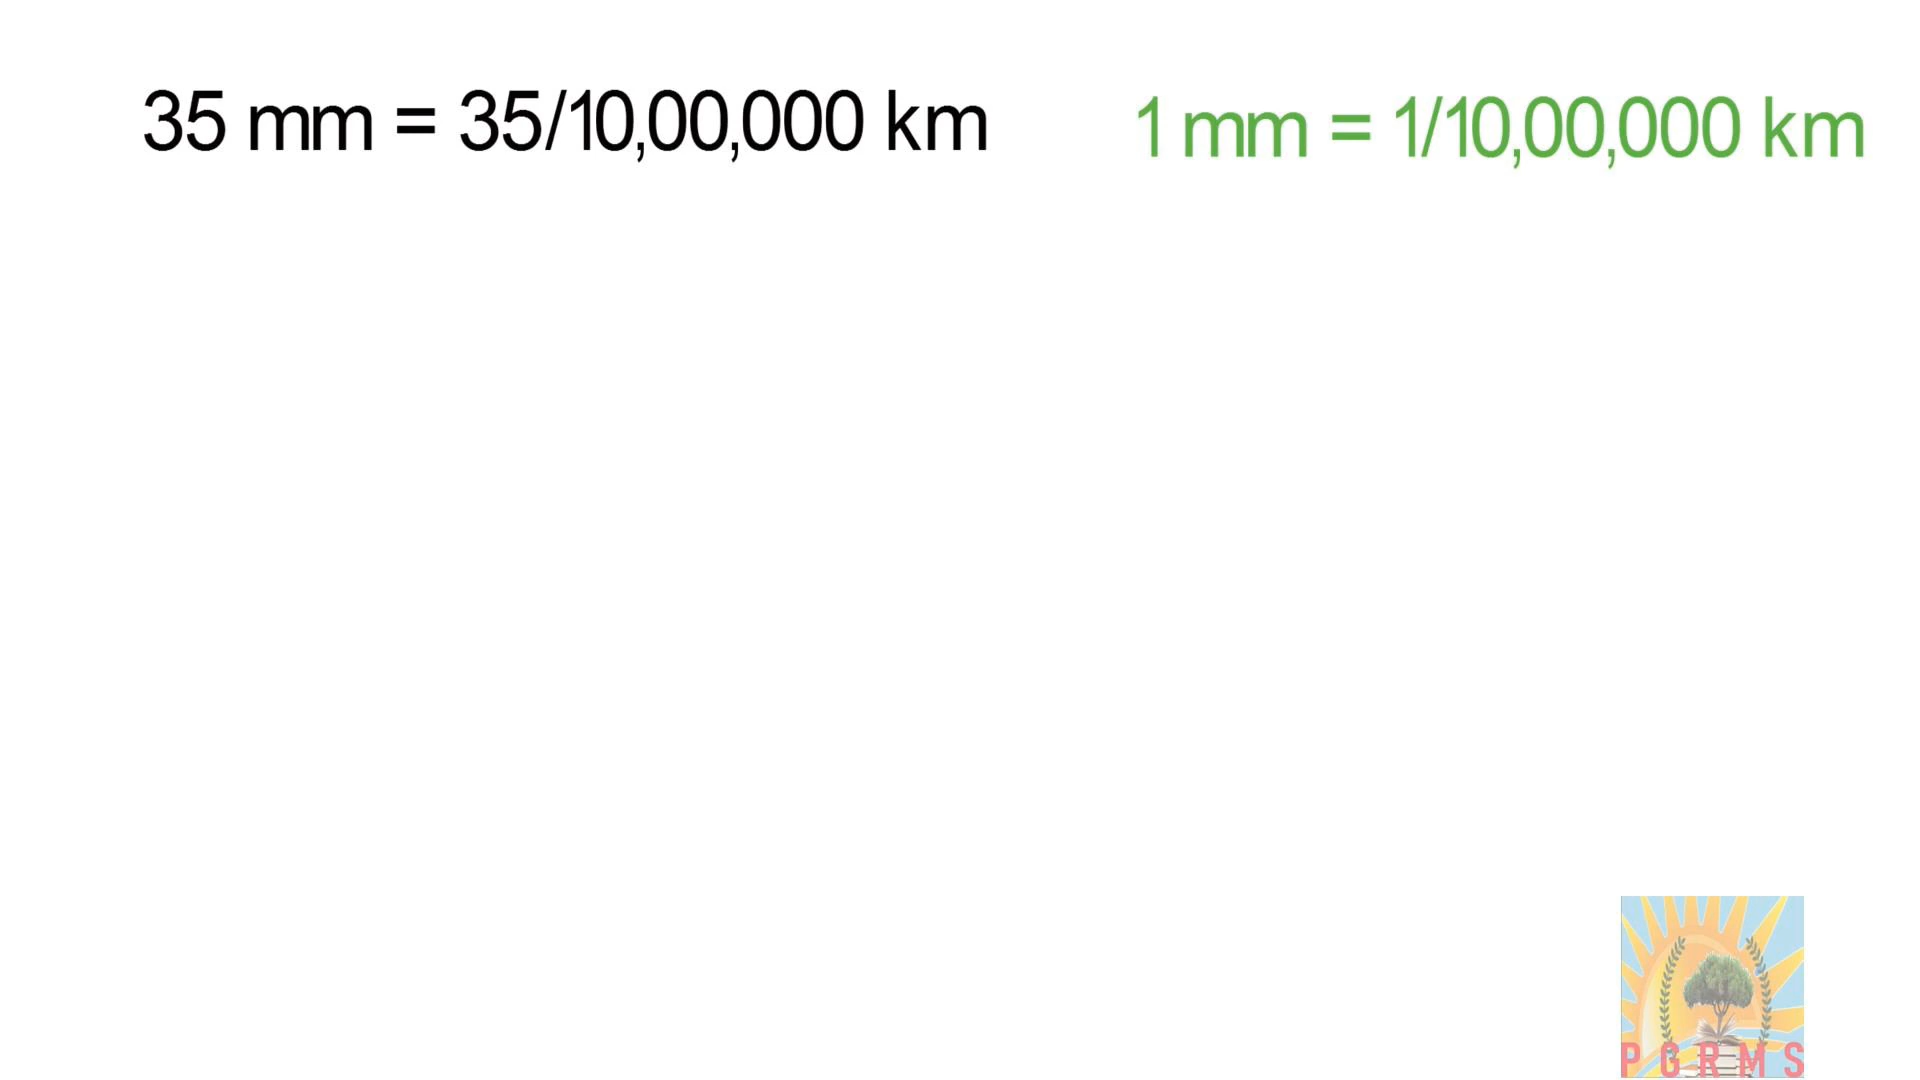 35 mm = 35/10,00,000 km
1 mm = 1/10,00,000 km
P G R M S